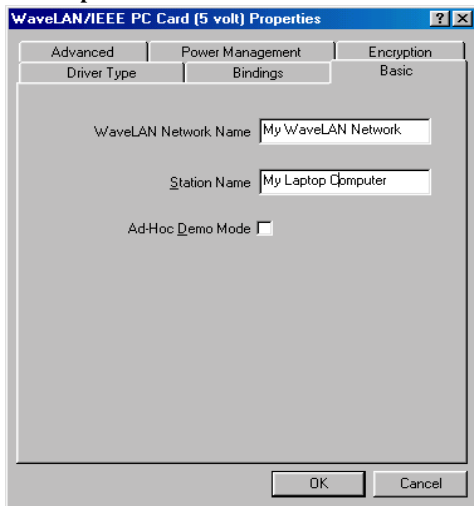 WaveLAN/IEEE PC Card (5 volt) Properties ? ×
Advanced Power Management Encryption
Driver Type Bindings Basic
WaveLAN Network Name My WaveLAN Network
Station Name My Laptop Computer
Ad-Hoc Demo Mode
OK Cancel